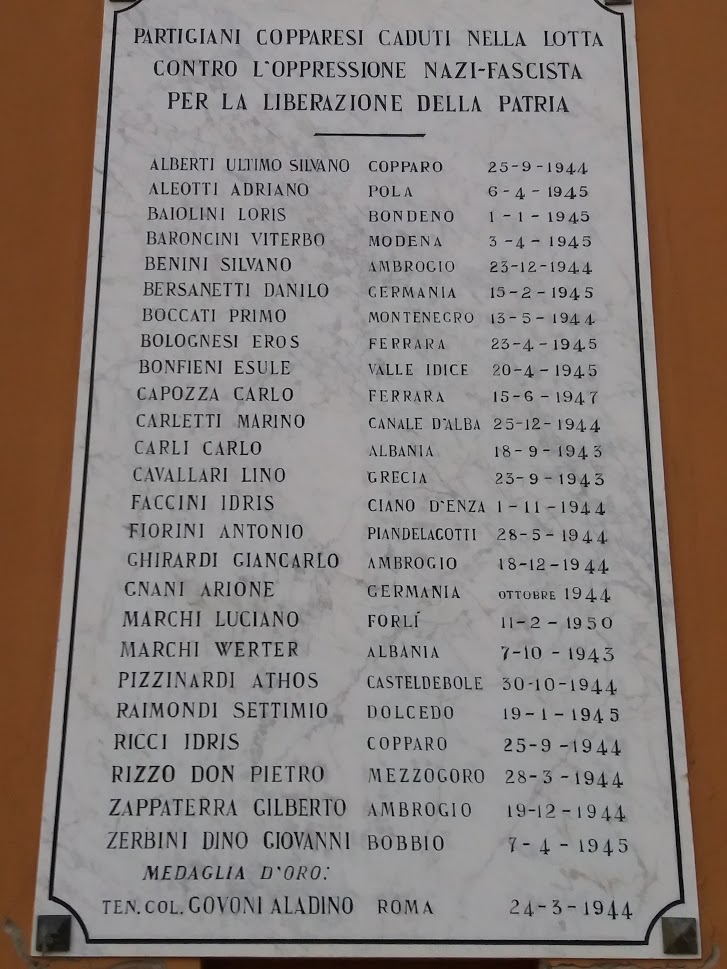 PARTIGIANI COPPARESI CADUTI NELLA LOTTA
CONTRO L'OPPRESSIONE NAZI-FASCISTA
PER LA LIBERAZIONE DELLA PATRIA
ALBERTI ULTIMO SILVANO COPPARO 25-9-1944
ALEOTTI ADRIANO POLA 6-4-1945
BAIOLINI LORIS BONDENO 1-1-1945
BARONCINI VITERBO MODENA 3-4-1945
BENINI SILVANO AMBROGIO 23-12-1944
BERSANETTI DANILO GERMANIA 15-2-1945
BOCCATI PRIMO MONTENEGRO 13-5-1944
BOLOGNESI EROS FERRARA 23-4-1945
BONFIENI ESULE VALLE IDICE 20-4-1945
CAPOZZA CARLO FERRARA 15-6-1947
CARLETTI MARINO CANALE D'ALBA 25-12-1944
CARLI CARLO ALBANIA 18-9-1943
CAVALLARI LINO GRECIA 23-9-1943
FACCINI IDRIS CIANO D'ENZA 1-11-1944
FIORINI ANTONIO PIANDELAGOTTI 28-5-1944
GHIRARDI GIANCARLO AMBROGIO 18-12-1944
GNANI ARIONE GERMANIA OTTOBRE 1944
MARCHI LUCIANO FORLÍ 11-2-1950
MARCHI WERTER ALBANIA 7-10-1943
PIZZINARDI ATHOS CASTELDEBOLE 30-10-1944
RAIMONDI SETTIMIO DOLCEDO 19-1-1945
RICCI IDRIS COPPARO 25-9-1944
RIZZO DON PIETRO MEZZOGORO 28-3-1944
ZAPPATERRA GILBERTO AMBROGIO 19-12-1944
ZERBINI DINO GIOVANNI BOBBIO 7-4-1945
MEDAGLIA D'ORO:
TEN. COL. GOVONI ALADINO ROMA 24-3-1944